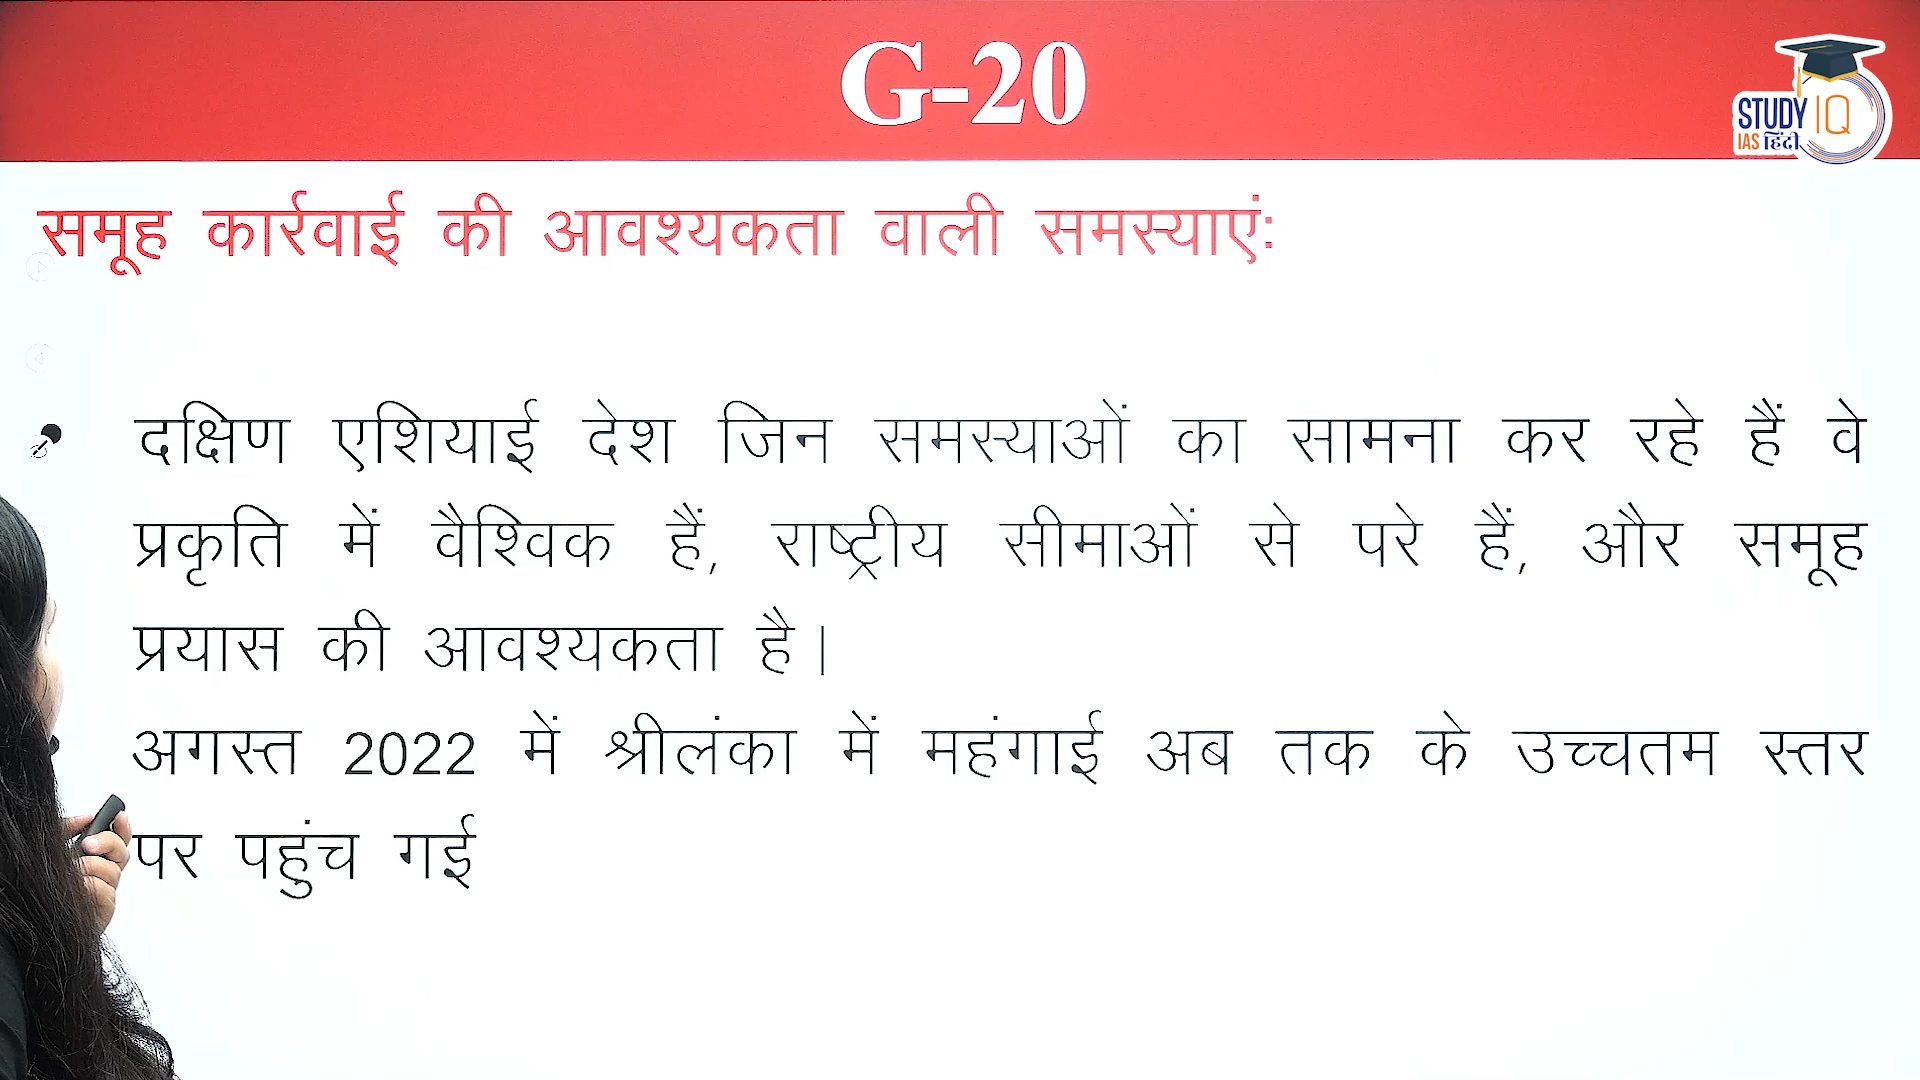 G-20
STUDY IQ
IAS हिंदी
समूह कार्रवाई की आवश्यकता वाली समस्याएं:
दक्षिण एशियाई देश जिन समस्याओं का सामना कर रहे हैं वे
प्रकृति में वैश्विक हैं, राष्ट्रीय सीमाओं से परे हैं, और समूह
प्रयास की आवश्यकता है।
अगस्त 2022 में श्रीलंका में महंगाई अब तक के उच्चतम स्तर
पर पहुंच गई